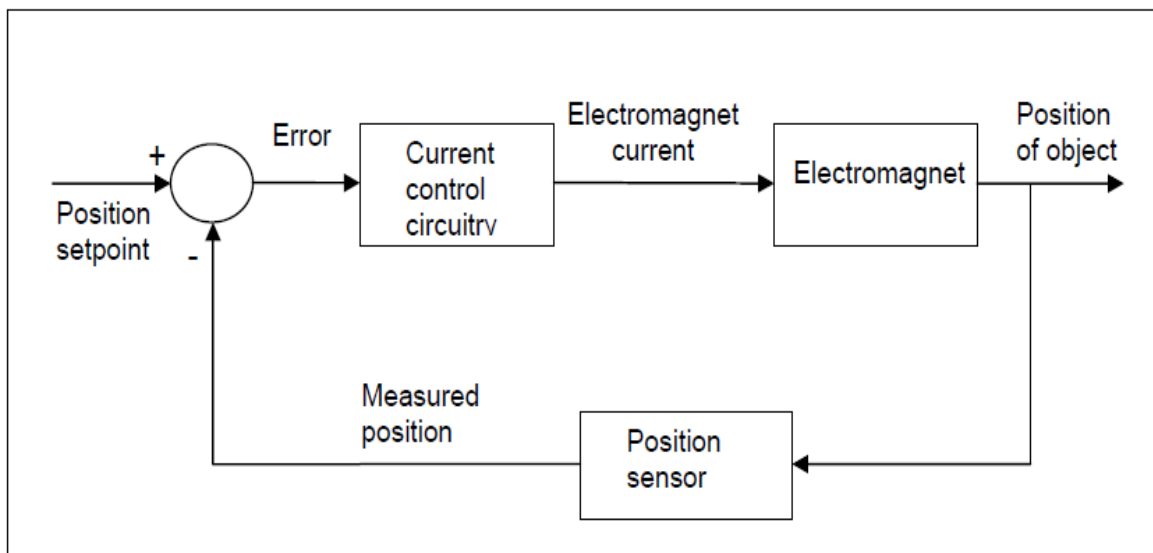 +
Error
Current
control
circuitry
Electromagnet
current
Electromagnet
Position
of object
Position
setpoint
-
Measured
position
Position
sensor